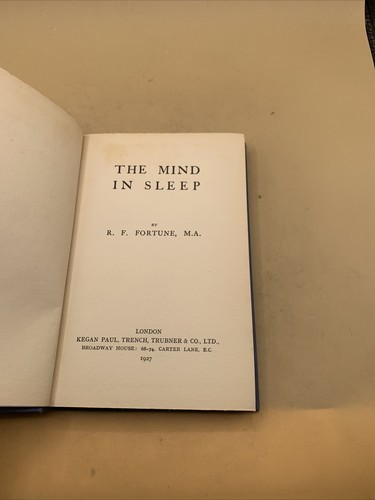 THE MIND
IN SLEEP
BY
R. F. FORTUNE, M.A.
LONDON
KEGAN PAUL, TRENCH, TRUBNER & CO., LTD.,
BROADWAY HOUSE: 68-74, CARTER LANE, E.C.
1927